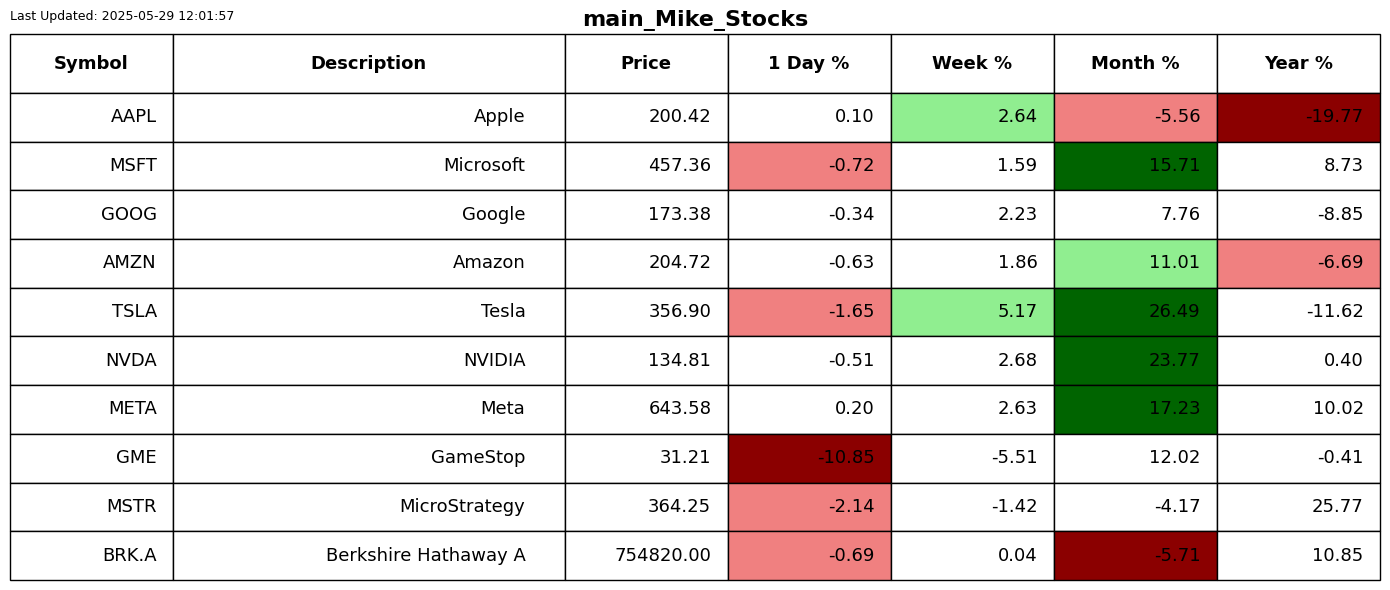 Last Updated: 2025-05-29 12:01:57
main_Mike_Stocks
Symbol Description Price 1 Day % Week % Month % Year %
AAPL Apple 200.42 0.10 2.64 -5.56 -19.77
MSFT Microsoft 457.36 -0.72 1.59 15.71 8.73
GOOG Google 173.38 -0.34 2.23 7.76 -8.85
AMZN Amazon 204.72 -0.63 1.86 11.01 -6.69
TSLA Tesla 356.90 -1.65 5.17 26.49 -11.62
NVDA NVIDIA 134.81 -0.51 2.68 23.77 0.40
META Meta 643.58 0.20 2.63 17.23 10.02
GME GameStop 31.21 -10.85 -5.51 12.02 -0.41
MSTR MicroStrategy 364.25 -2.14 -1.42 -4.17 25.77
BRK.A Berkshire Hathaway A 754820.00 -0.69 0.04 -5.71 10.85